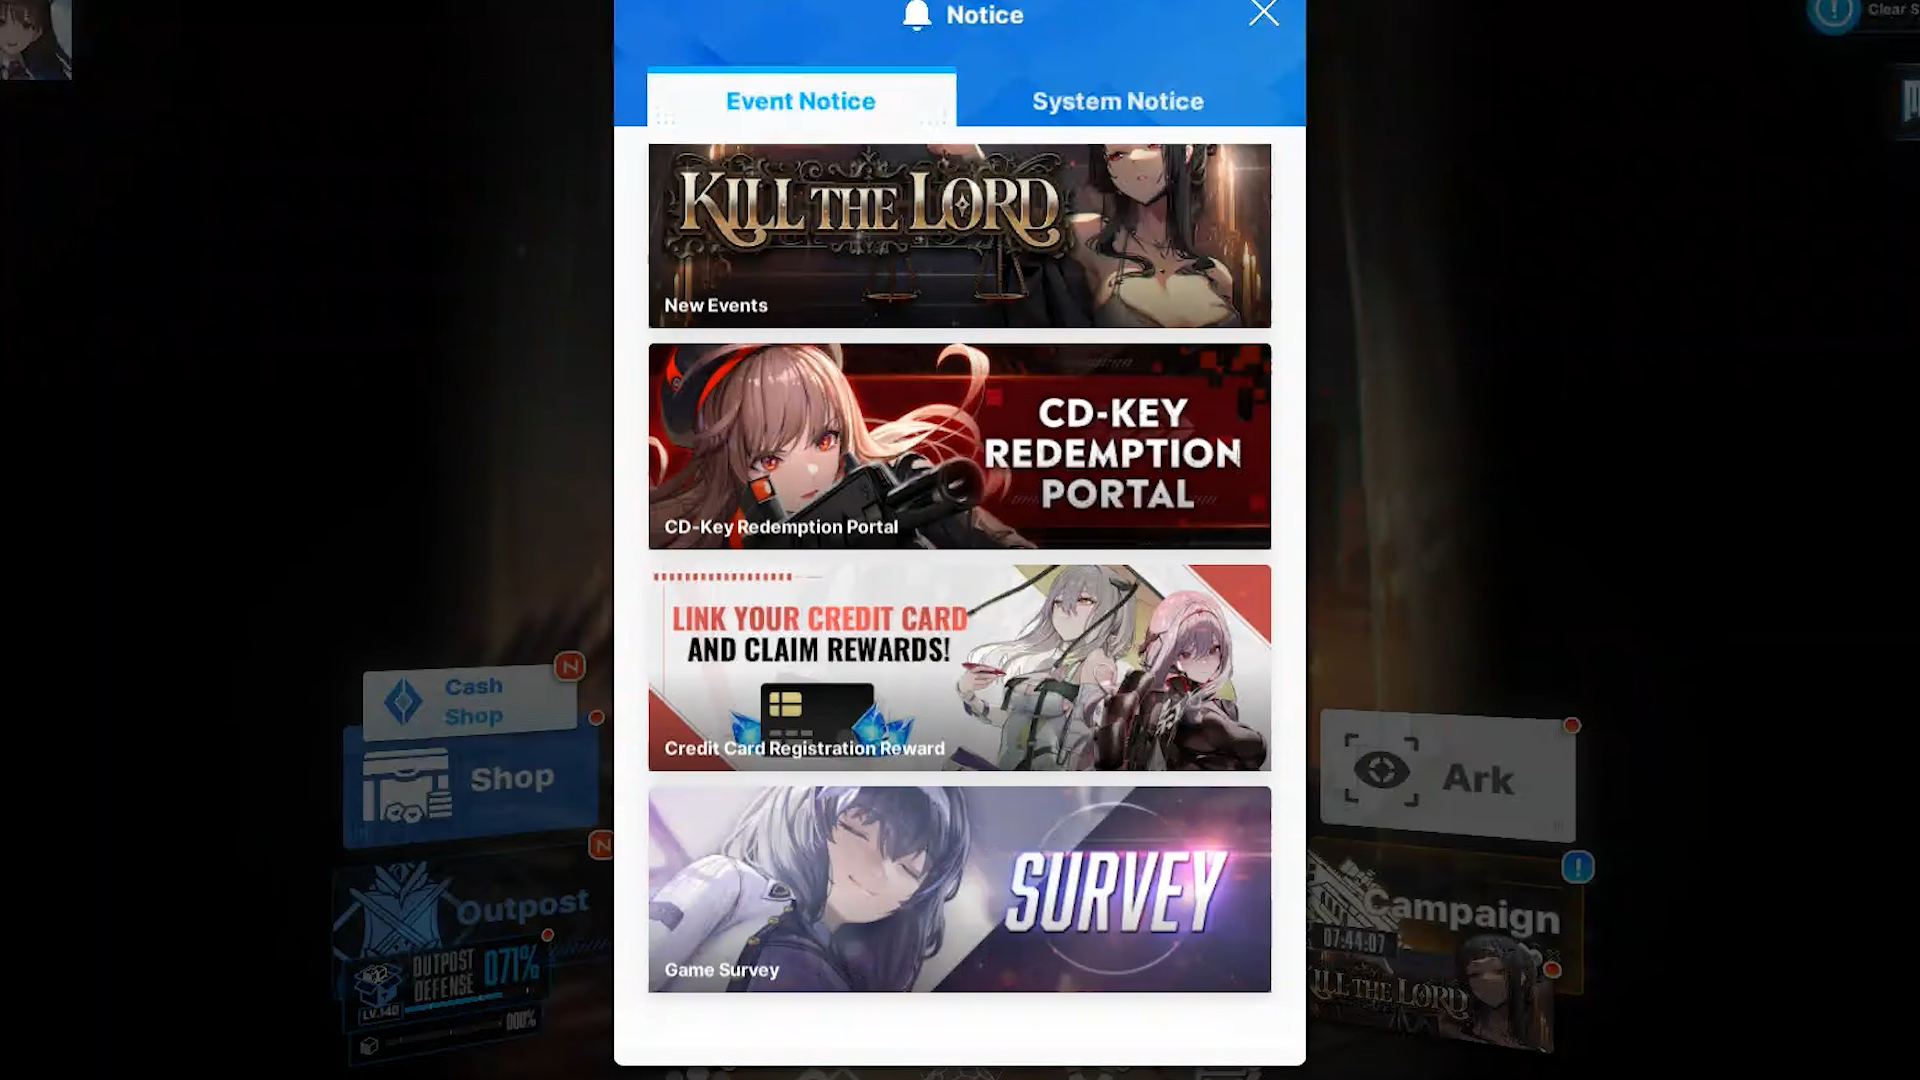 Notice
Clear S
Event Notice
System Notice
KILL THE LORD
New Events
CD-KEY
REDEMPTION
PORTAL
CD-Key Redemption Portal
LINK YOUR CREDIT CARD
AND CLAIM REWARDS!
Credit Card Registration Reward
SURVEY
Game Survey
Cash
Shop
N
Shop
N
Outpost
OUTPOST
DEFENSE
071%
LV.140
000%
Ark
Campaign
07:44:07
KILL THE LORD